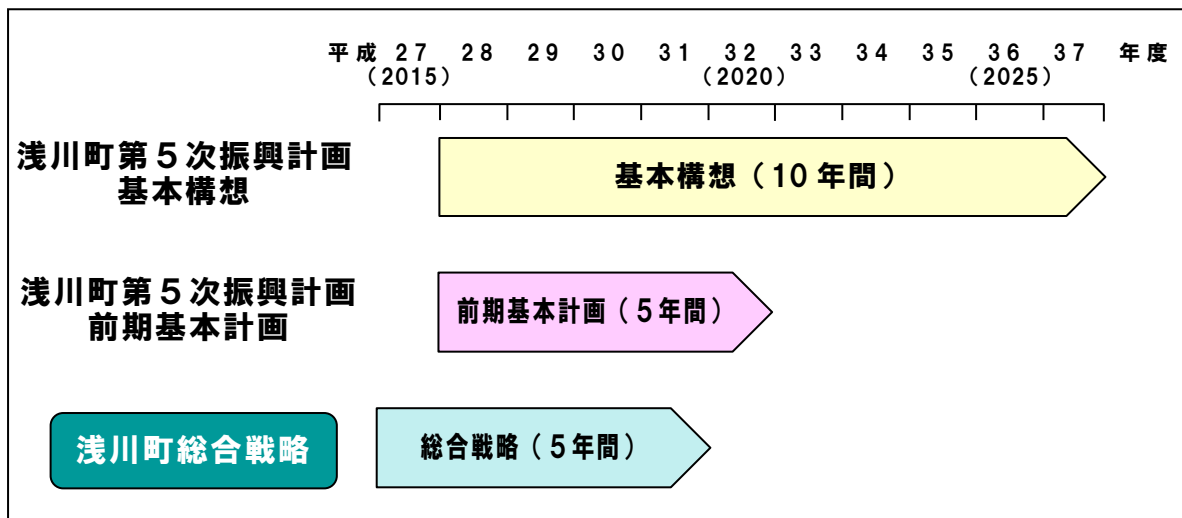 平成 27 28 29 30 31 32 33 34 35 36 37 年度
（2015） （2020） （2025）
浅川町第５次振興計画
基本構想
基本構想（10年間）
浅川町第５次振興計画
前期基本計画
前期基本計画（５年間）
浅川町総合戦略
総合戦略（５年間）